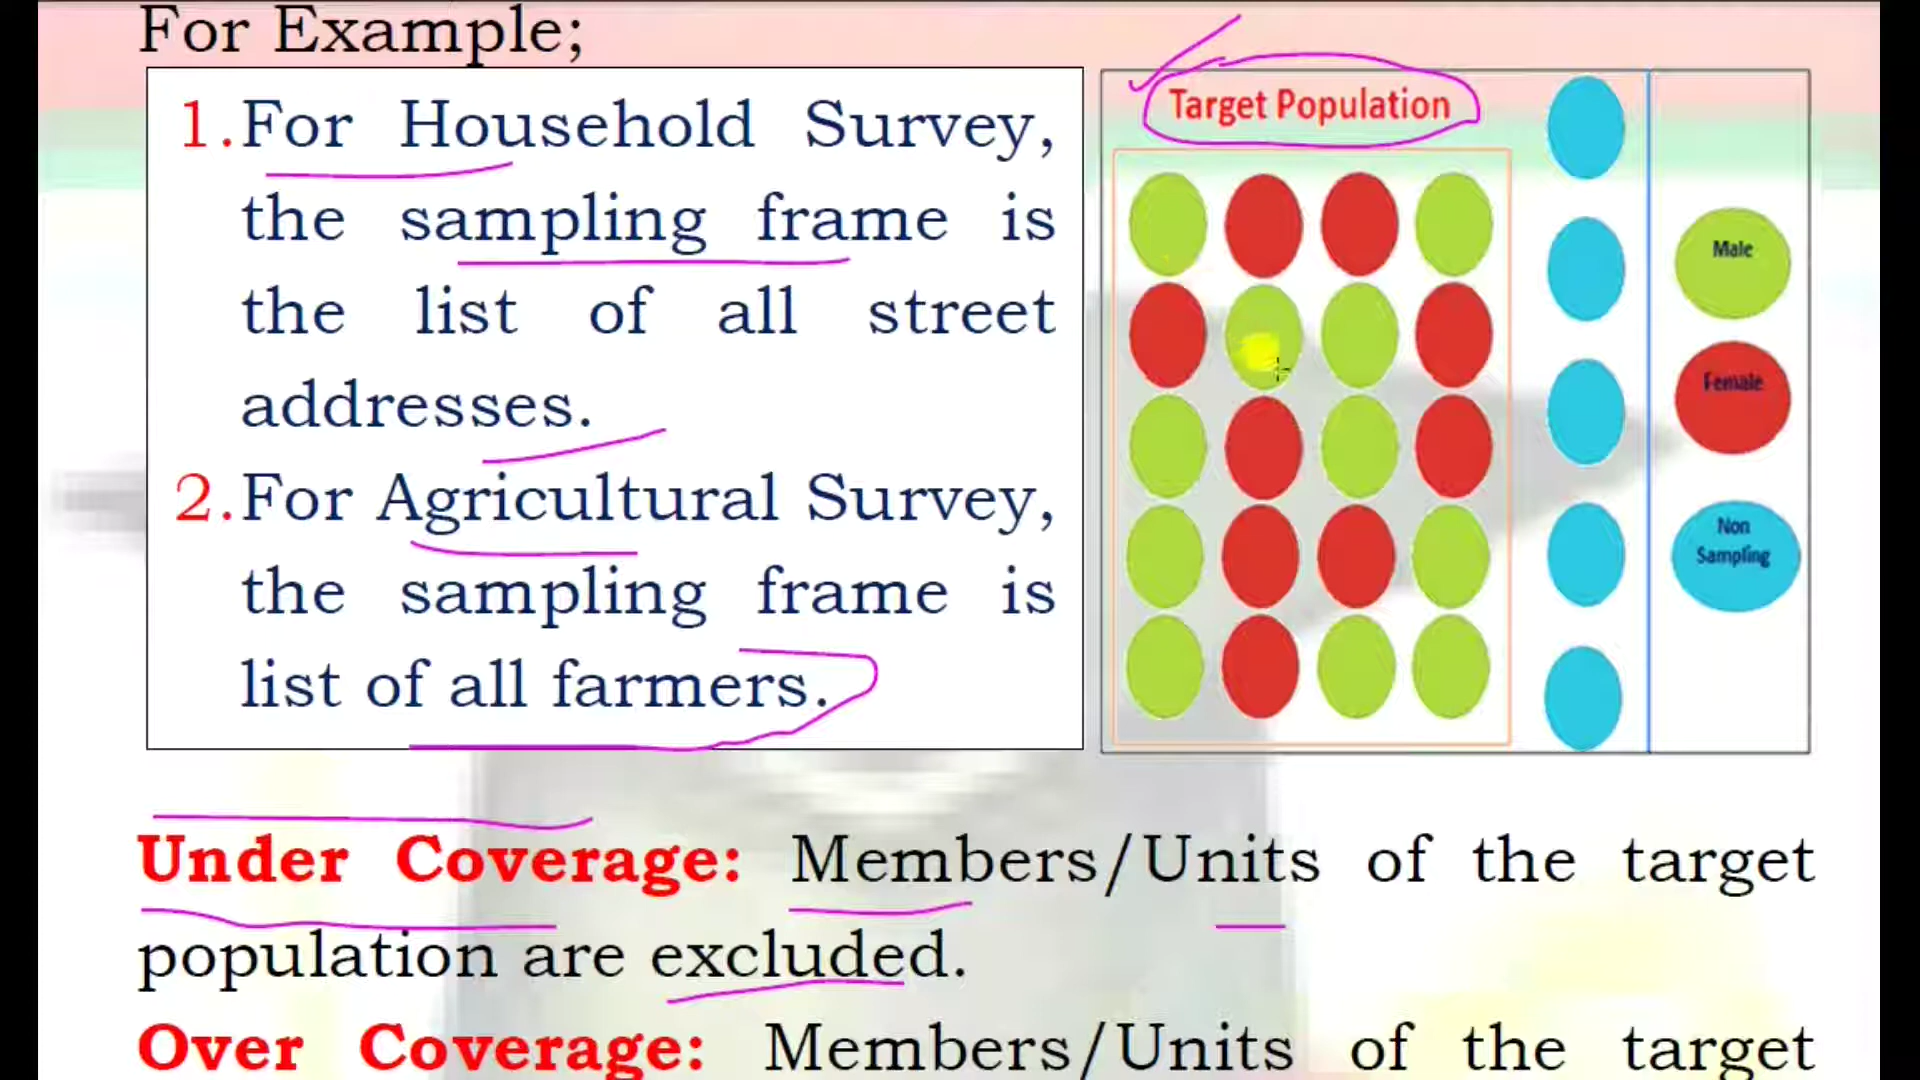 For Example;
1. For Household Survey,
the sampling frame is
the list of all street
addresses.
2. For Agricultural Survey,
the sampling frame is
list of all farmers.
Target Population
Male
Female
Non
Sampling
Under Coverage: Members/Units of the target
population are excluded.
Over Coverage: Members/Units of the target